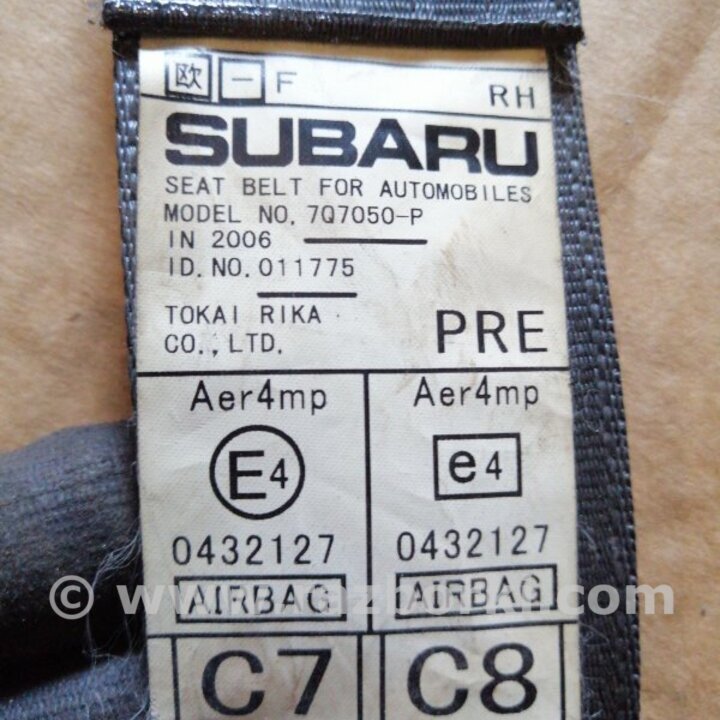 欧 一 F RH
SUBARU
SEAT BELT FOR AUTOMOBILES
MODEL NO. 7Q7050-P
IN 2006
ID. NO. 011775
TOKAI RIKA
CO., LTD. PRE
Aer4mp Aer4mp
E4 e4
0432127 0432127
AIRBAG AiRBAG
C7 C8